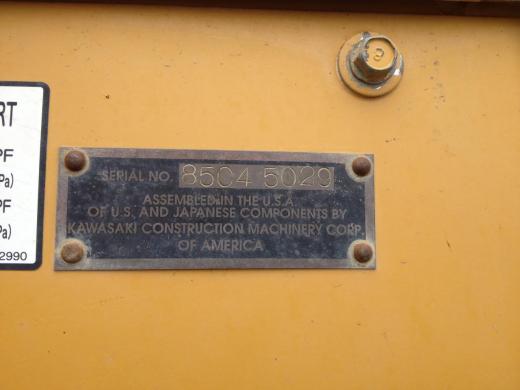 RT
PF
Pa)
PF
Pa)
2990
SERIAL NO. 85C4 5029
ASSEMBLED IN THE U.S.A.
OF U.S. AND JAPANESE COMPONENTS BY
KAWASAKI CONSTRUCTION MACHINERY CORP.
OF AMERICA